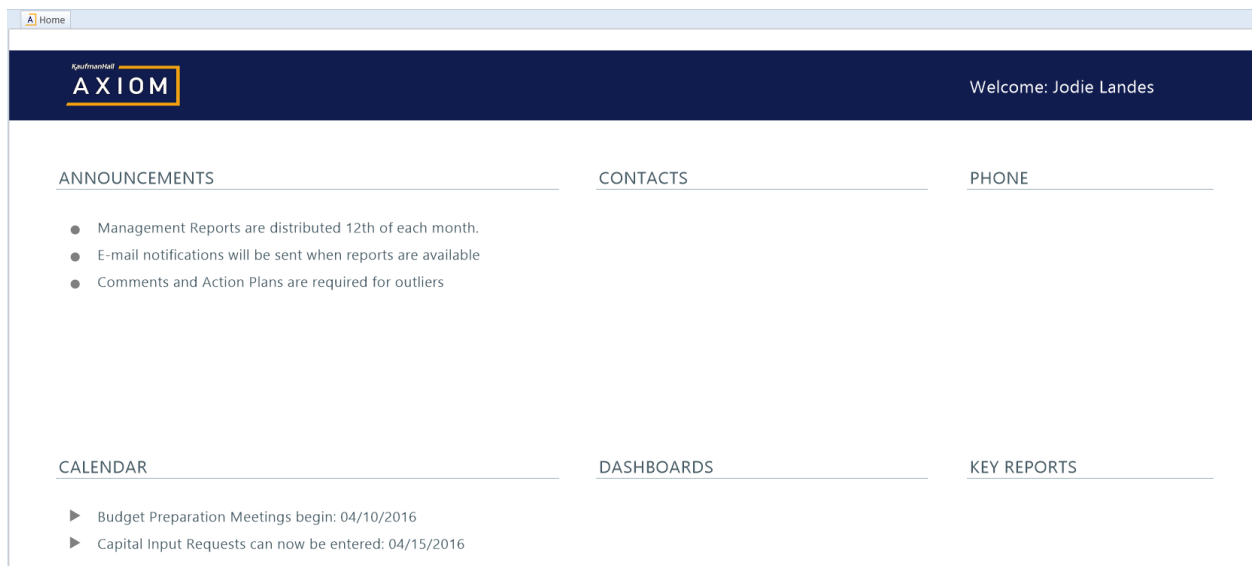 Home
KaufmanHall
AXIOM
Welcome: Jodie Landes
ANNOUNCEMENTS
Management Reports are distributed 12th of each month.
E-mail notifications will be sent when reports are available
Comments and Action Plans are required for outliers
CONTACTS
PHONE
CALENDAR
Budget Preparation Meetings begin: 04/10/2016
Capital Input Requests can now be entered: 04/15/2016
DASHBOARDS
KEY REPORTS